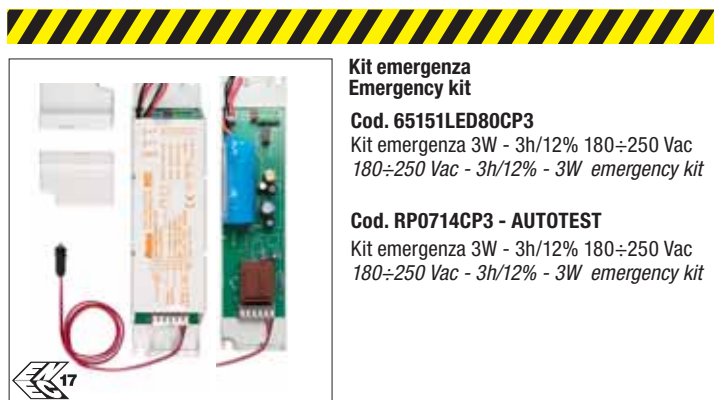 Kit emergenza
Emergency kit
Cod. 65151LED80CP3
Kit emergenza 3W - 3h/12% 180÷250 Vac
180÷250 Vac - 3h/12% - 3W emergency kit
Cod. RP0714CP3 - AUTOTEST
Kit emergenza 3W - 3h/12% 180÷250 Vac
180÷250 Vac - 3h/12% - 3W emergency kit
ENEC
17